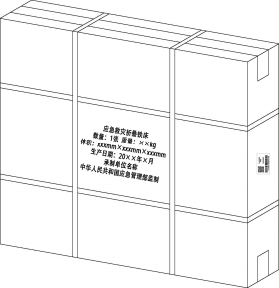 应急救灾折叠铁床
数量：1张 重量：××kg
体积：xxxmm×xxxmm×xxxmm
生产日期：20××年×月
承制单位名称
中华人民共和国应急管理部监制